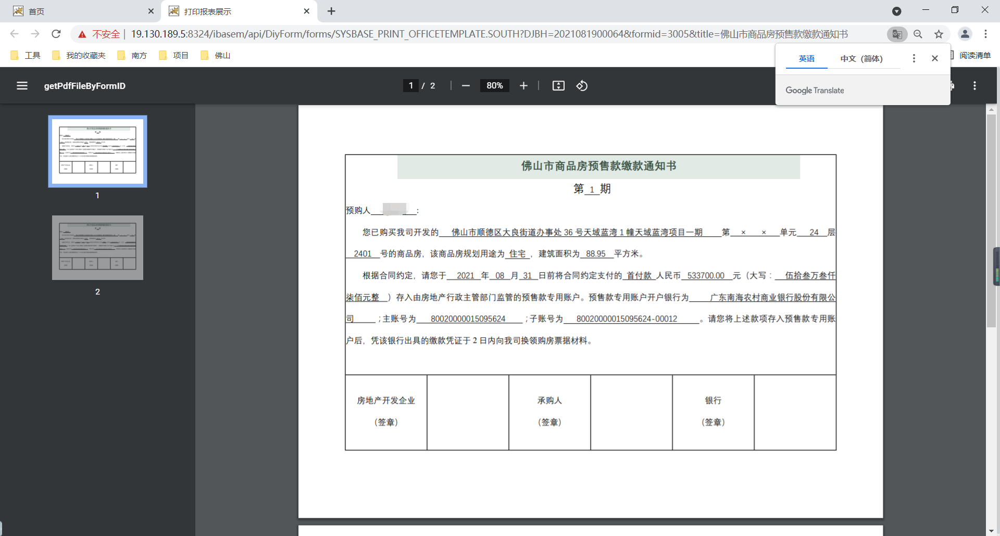 首页
打印报表展示
不安全 | 19.130.189.5:8324/ibasem/api/DiyForm/forms/SYSBASE_PRINT_OFFICETEMPLATE.SOUTH?DJBH=2021081900064&formid=3005&title=佛山市商品房预售款缴款通知书
工具 我的收藏夹 南方 项目 佛山 阅读清单
英语 中文（简体）
Google Translate
getPdfFileByFormID
1 / 2
80%
1
2
佛山市商品房预售款缴款通知书
第 1 期
预购人 :
您已购买我司开发的 佛山市顺德区大良街道办事处 36 号天域蓝湾 1 幢天域蓝湾项目一期 第 × × 单元 24 层
2401 号的商品房，该商品房规划用途为 住宅 ，建筑面积为 88.95 平方米。
根据合同约定，请您于 2021 年 08 月 31 日前将合同约定支付的 首付款 人民币 533700.00 元（大写： 伍拾叁万叁仟
柒佰元整 ）存入由房地产行政主管部门监管的预售款专用账户。预售款专用账户开户银行为 广东南海农村商业银行股份有限公
司 ;主账号为 80020000015095624 ;子账号为 80020000015095624-00012 。请您将上述款项存入预售款专用账
户后，凭该银行出具的缴款凭证于 2 日内向我司换领购房票据材料。
房地产开发企业 承购人 银行
（签章） （签章） （签章）